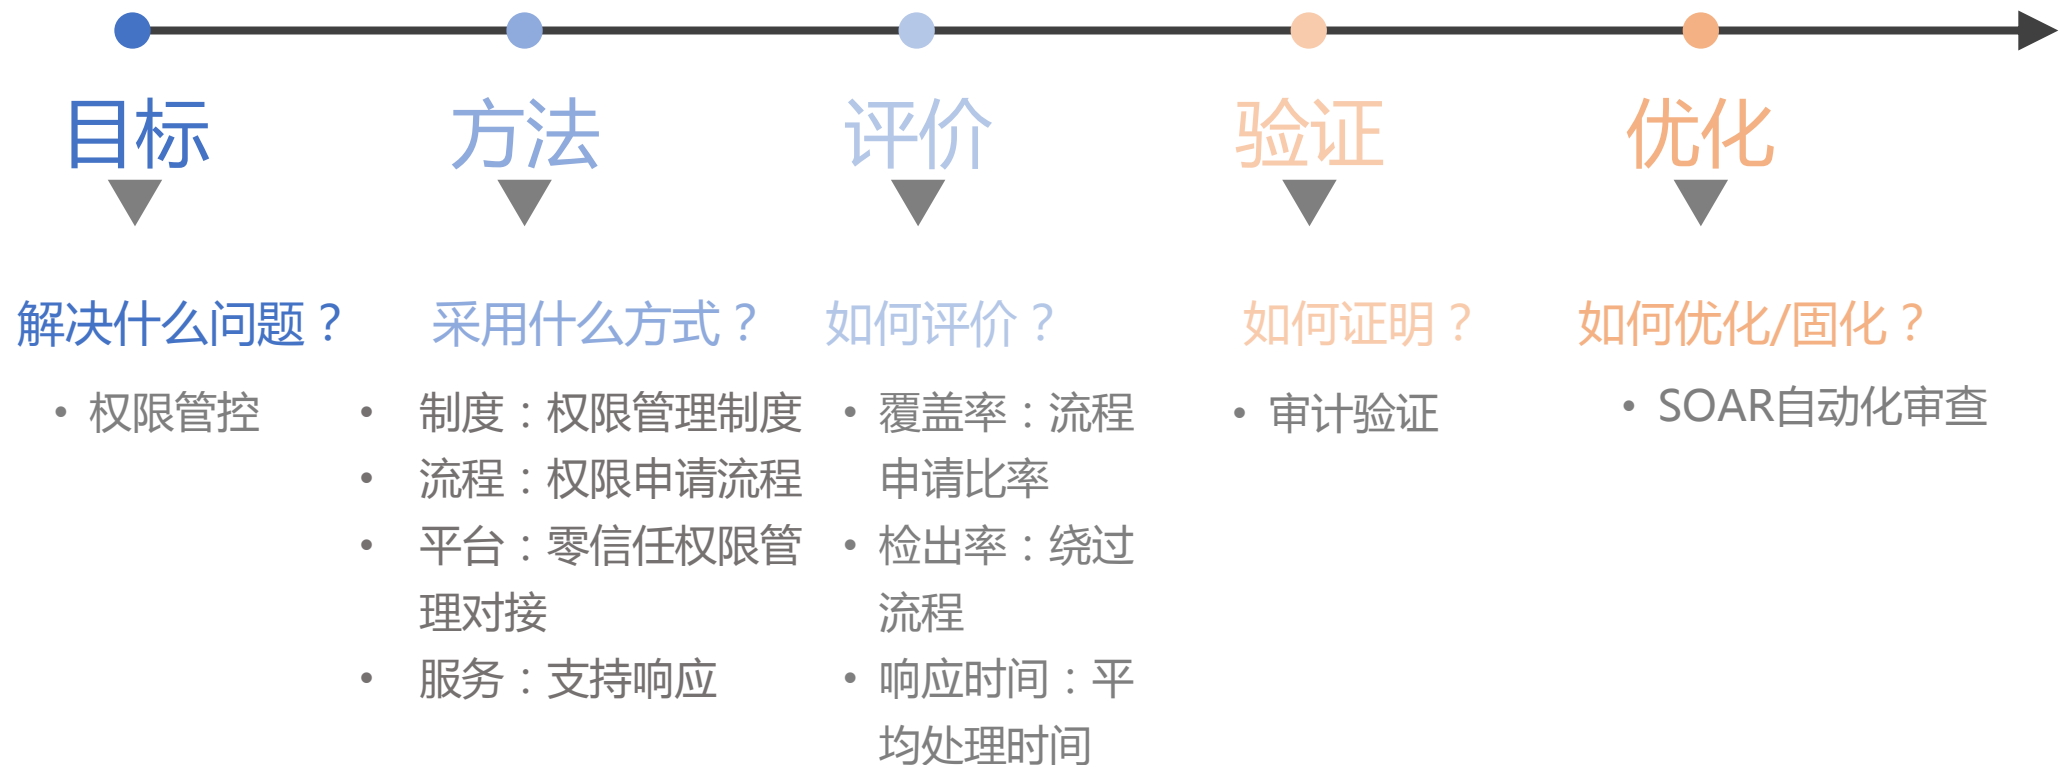 目标
方法
评价
验证
优化
解决什么问题？
采用什么方式？
如何评价？
如何证明？
如何优化/固化？
• 权限管控
• 制度：权限管理制度
• 流程：权限申请流程
• 平台：零信任权限管
理对接
• 服务：支持响应
• 覆盖率：流程
申请比率
• 检出率：绕过
流程
• 响应时间：平
均处理时间
• 审计验证
• SOAR自动化审查